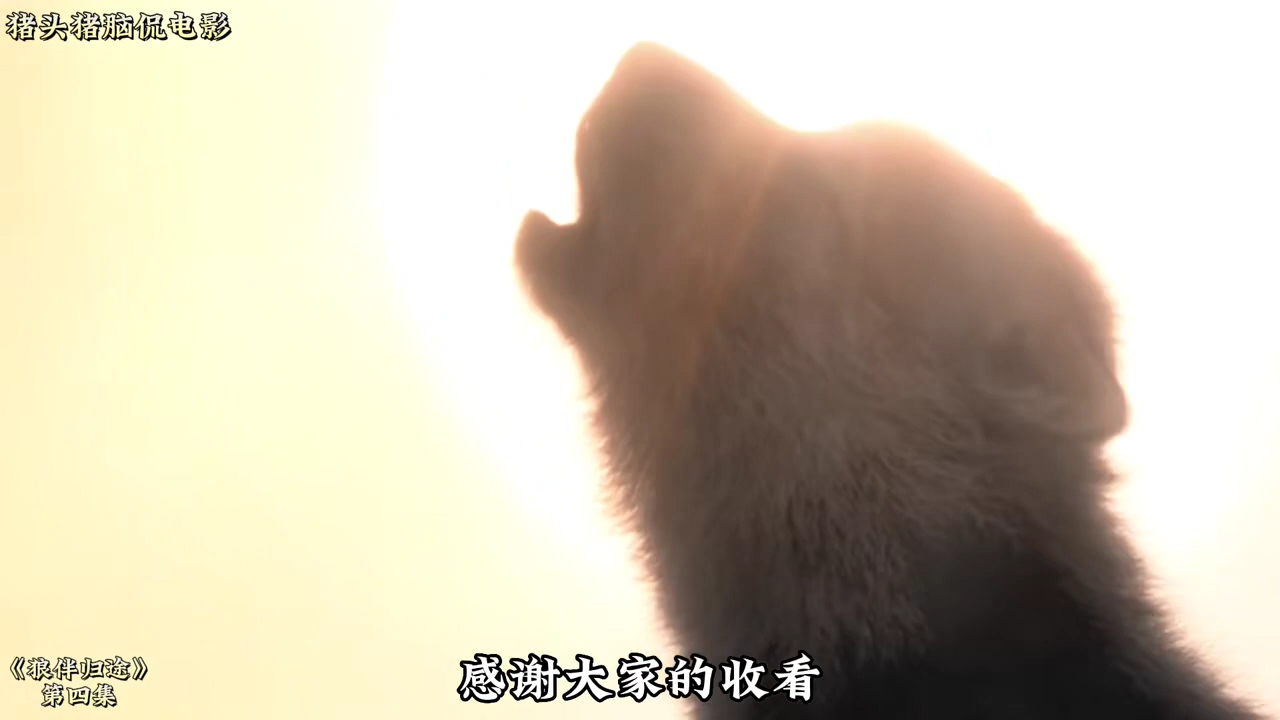 猪头猪脑侃电影
《狼伴归途》
第四集
感谢大家的收看